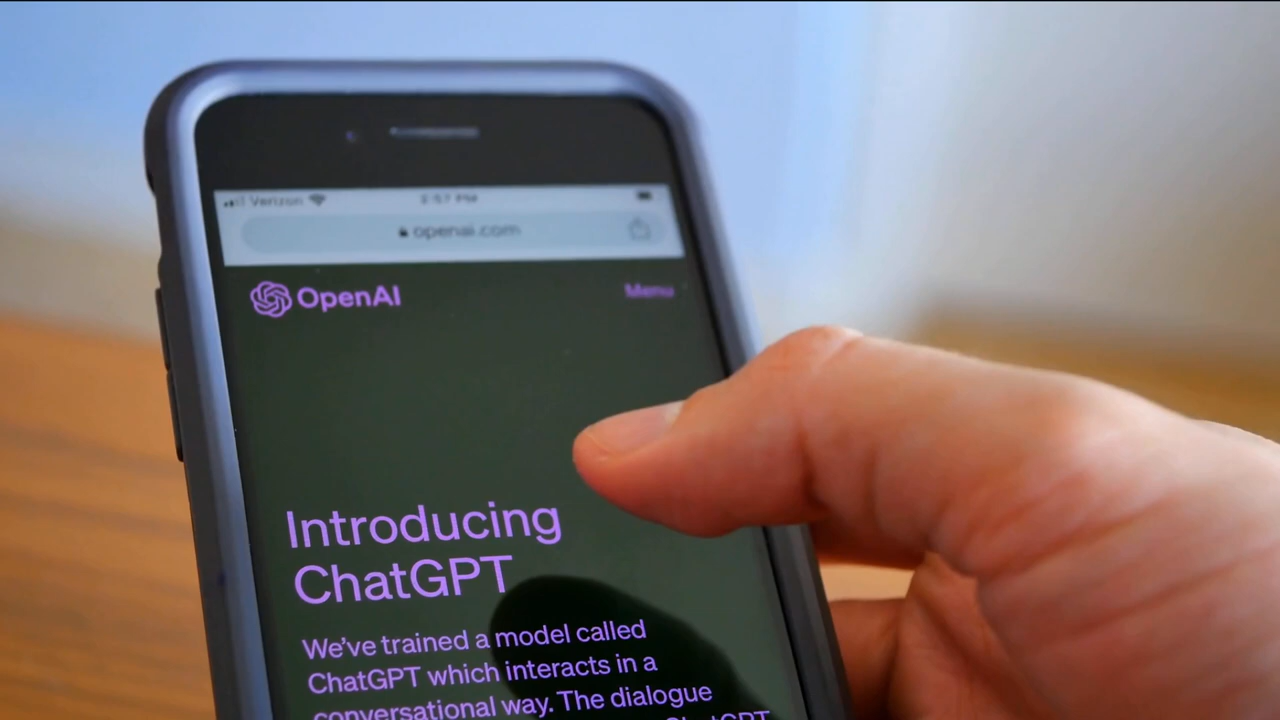 Verizon
openai.com
OpenAI Menu
Introducing
ChatGPT
We've trained a model called
ChatGPT which interacts in a
conversational way. The dialogue
ChatGPT